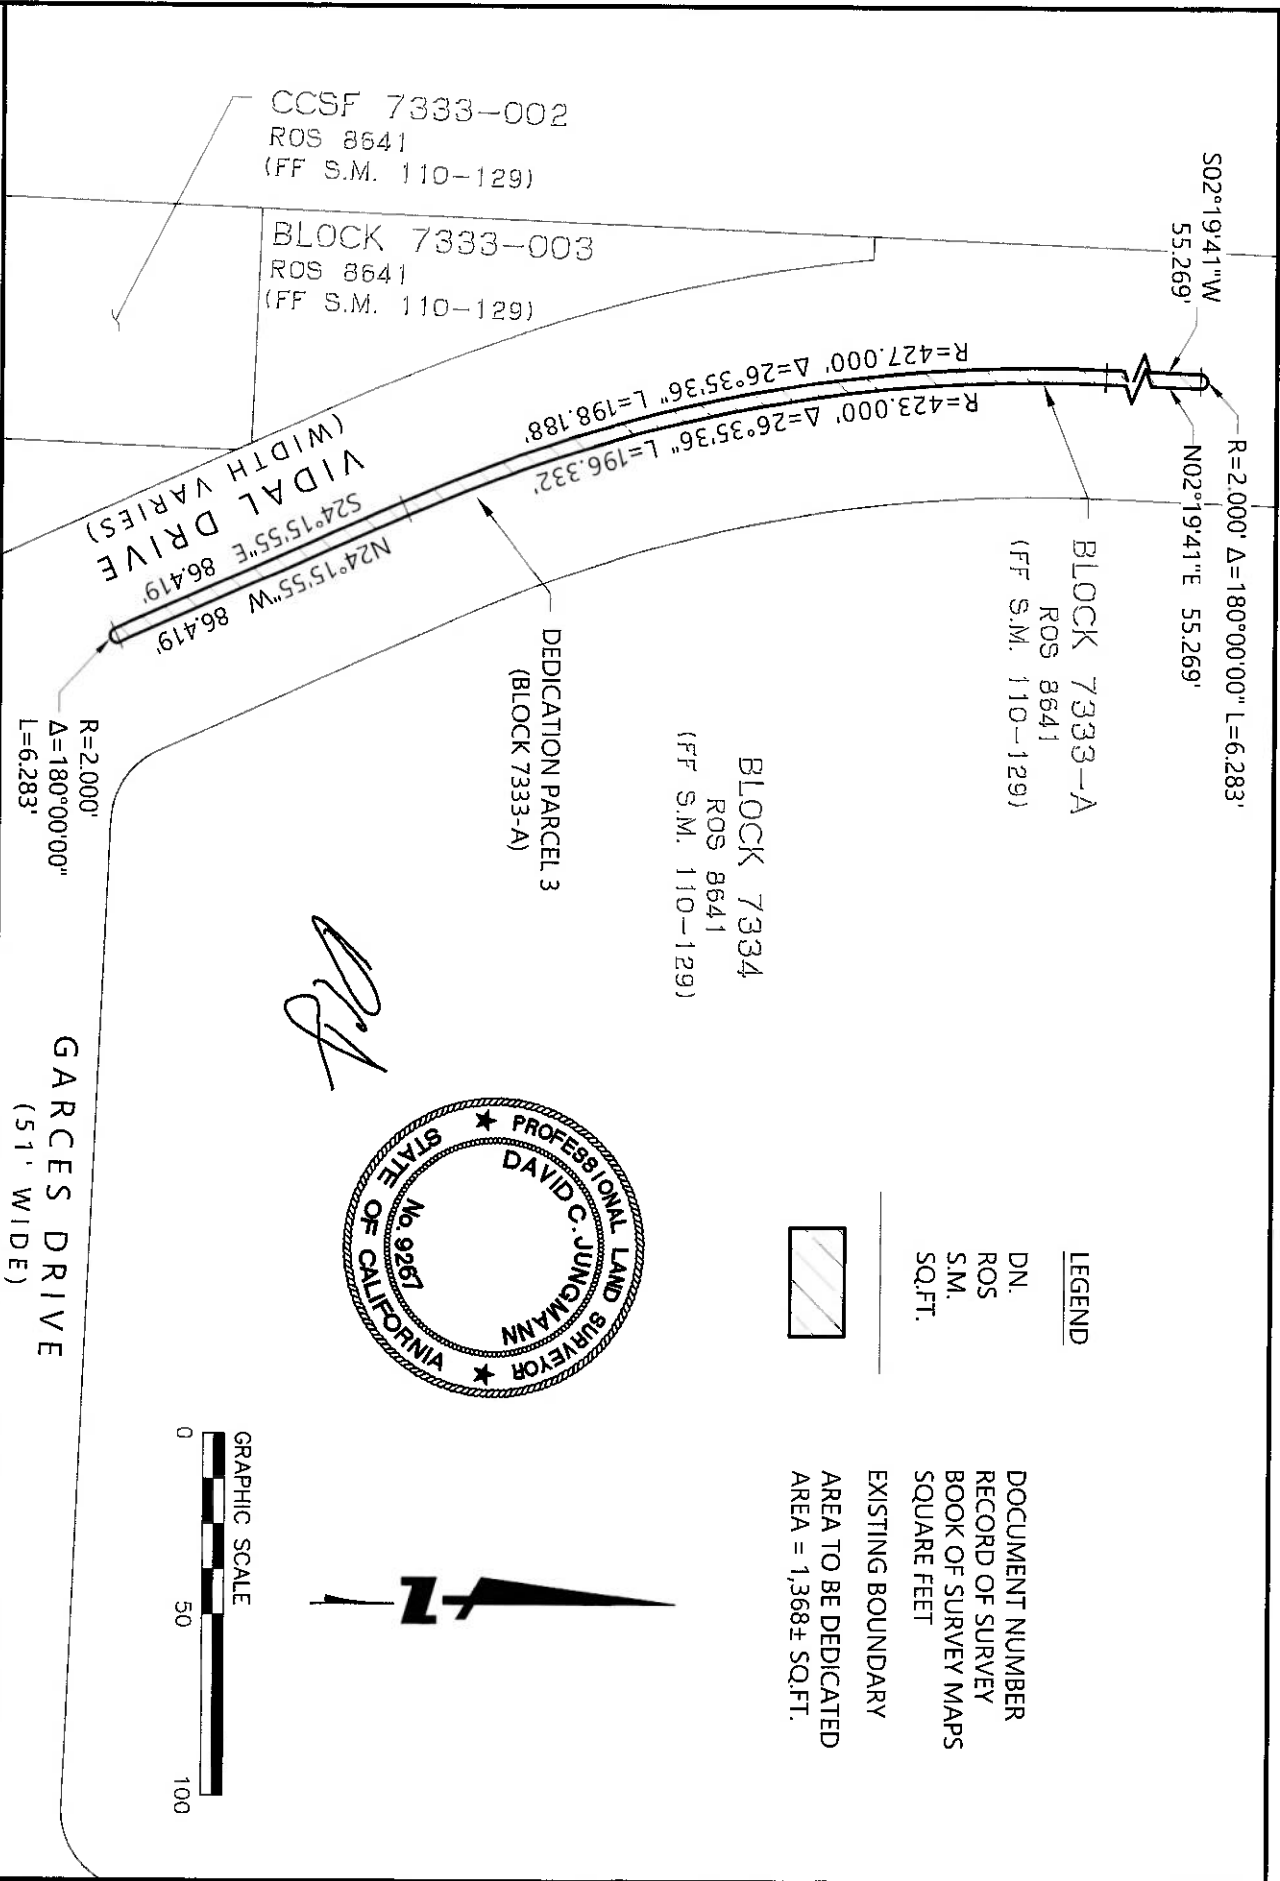 CCSF 7333-002
ROS 8641
(FF S.M. 110-129)
BLOCK 7333-003
ROS 8641
(FF S.M. 110-129)
S02°19'41"W
55.269'
R=2.000' Δ=180°00'00" L=6.283'
N02°19'41"E 55.269'
R=427.000' Δ=26°35'36" L=198.188'
R=423.000' Δ=26°35'36" L=196.332'
BLOCK 7333-A
ROS 8641
(FF S.M. 110-129)
VIDAL DRIVE
(WIDTH VARIES)
S24°15'55"E 86.419'
N24°15'55"W 86.419'
DEDICATION PARCEL 3
(BLOCK 7333-A)
BLOCK 7334
ROS 8641
(FF S.M. 110-129)
R=2.000'
Δ=180°00'00"
L=6.283'
GARCES DRIVE
(51' WIDE)
LEGEND
DN. DOCUMENT NUMBER
ROS RECORD OF SURVEY
S.M. BOOK OF SURVEY MAPS
SQ.FT. SQUARE FEET
EXISTING BOUNDARY
AREA TO BE DEDICATED
AREA = 1,368± SQ.FT.
PROFESSIONAL LAND SURVEYOR
DAVID C. JUNGMANN
No. 9267
STATE OF CALIFORNIA
N
GRAPHIC SCALE
0 50 100